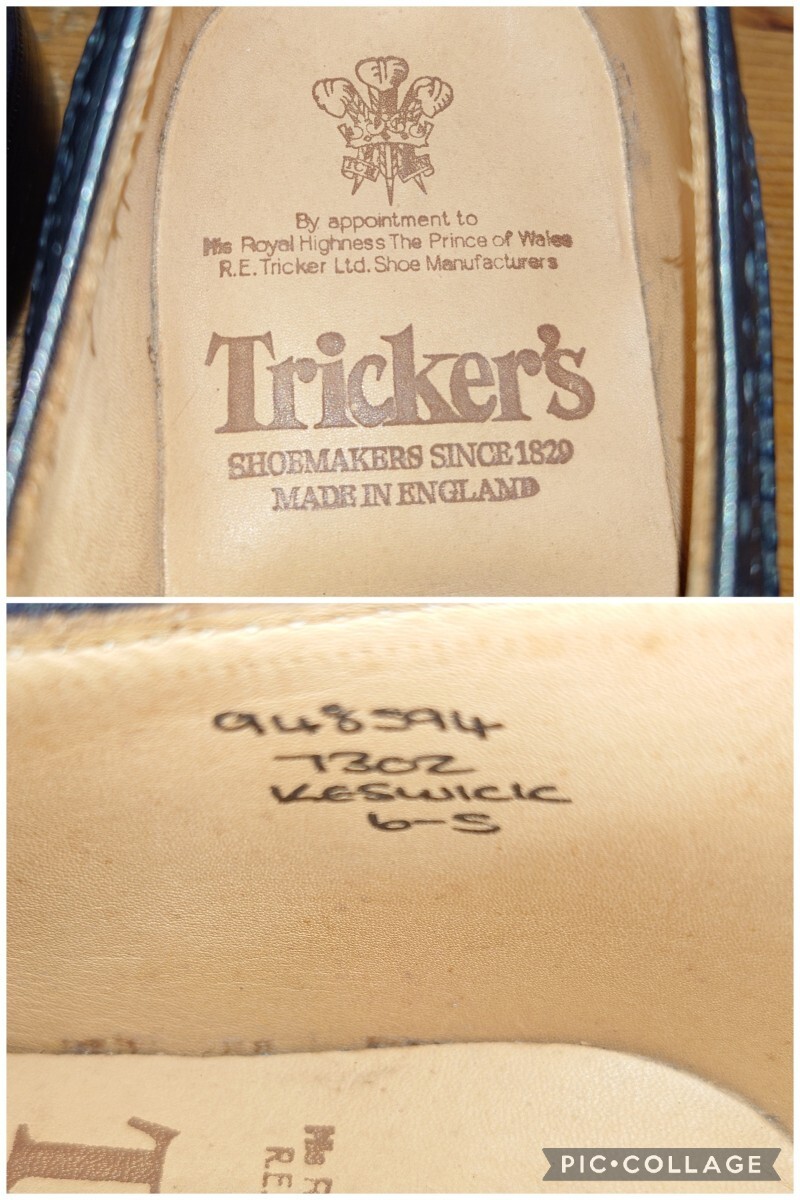 By appointment to
His Royal Highness The Prince of Wales
R.E. Tricker Ltd. Shoe Manufacturers
Tricker's
SHOEMAKERS SINCE 1829
MADE IN ENGLAND
948594
7302
KESWICK
6-S
T
His R
R.E.
PIC•COLLAGE